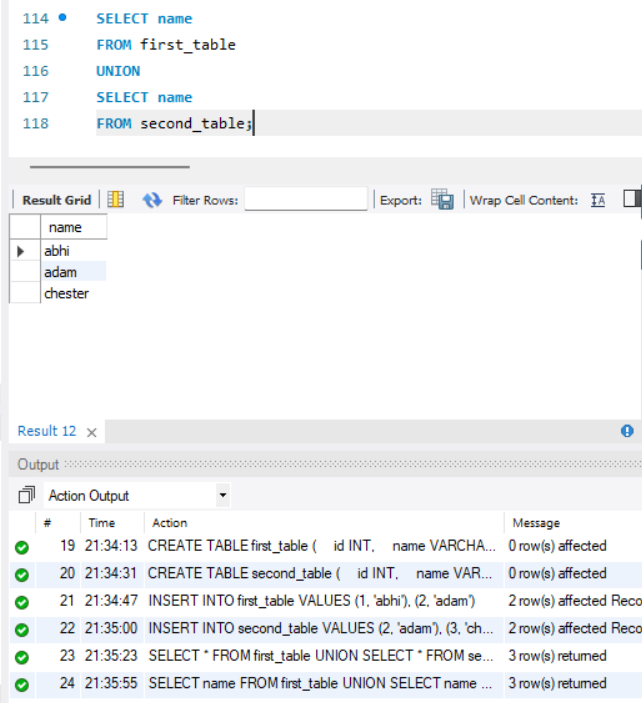 114 SELECT name
115 FROM first_table
116 UNION
117 SELECT name
118 FROM second_table;
Result Grid Filter Rows: Export: Wrap Cell Content: IA
name
abhi
adam
chester
Result 12
Output
Action Output
# Time Action Message
19 21:34:13 CREATE TABLE first_table ( id INT, name VARCHA... 0 row(s) affected
20 21:34:31 CREATE TABLE second_table ( id INT, name VAR... 0 row(s) affected
21 21:34:47 INSERT INTO first_table VALUES (1, 'abhi'), (2, 'adam') 2 row(s) affected Reco
22 21:35:00 INSERT INTO second_table VALUES (2, 'adam'), (3, 'ch... 2 row(s) affected Reco
23 21:35:23 SELECT * FROM first_table UNION SELECT * FROM se... 3 row(s) returned
24 21:35:55 SELECT name FROM first_table UNION SELECT name ... 3 row(s) returned